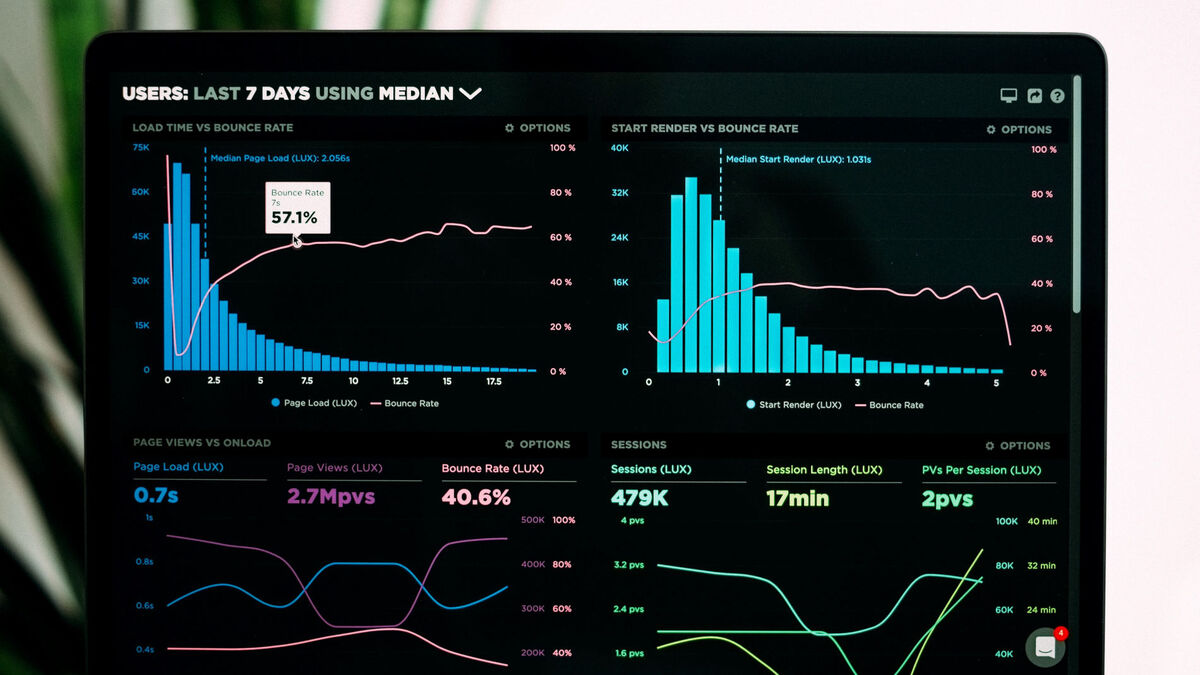 USERS: LAST 7 DAYS USING MEDIAN
LOAD TIME VS BOUNCE RATE
OPTIONS
75K
60K
45K
30K
15K
0
100 %
80 %
60 %
40 %
20 %
0 %
Median Page Load (LUX): 2.056s
Bounce Rate
7s
57.1%
0 2.5 5 7.5 10 12.5 15 17.5
Page Load (LUX) Bounce Rate
START RENDER VS BOUNCE RATE
OPTIONS
40K
32K
24K
16K
8K
0
100 %
80 %
60 %
40 %
20 %
0 %
Median Start Render (LUX): 1.031s
0 1 2 3 4 5
Start Render (LUX) Bounce Rate
PAGE VIEWS VS ONLOAD
OPTIONS
Page Load (LUX) Page Views (LUX) Bounce Rate (LUX)
0.7s 2.7Mpvs 40.6%
1s
0.8s
0.6s
0.4s
500K 100%
400K 80%
300K 60%
200K 40%
SESSIONS
OPTIONS
Sessions (LUX) Session Length (LUX) PVs Per Session (LUX)
479K 17min 2pvs
4 pvs
3.2 pvs
2.4 pvs
1.6 pvs
100K 40 min
80K 32 min
60K 24 min
40K
4